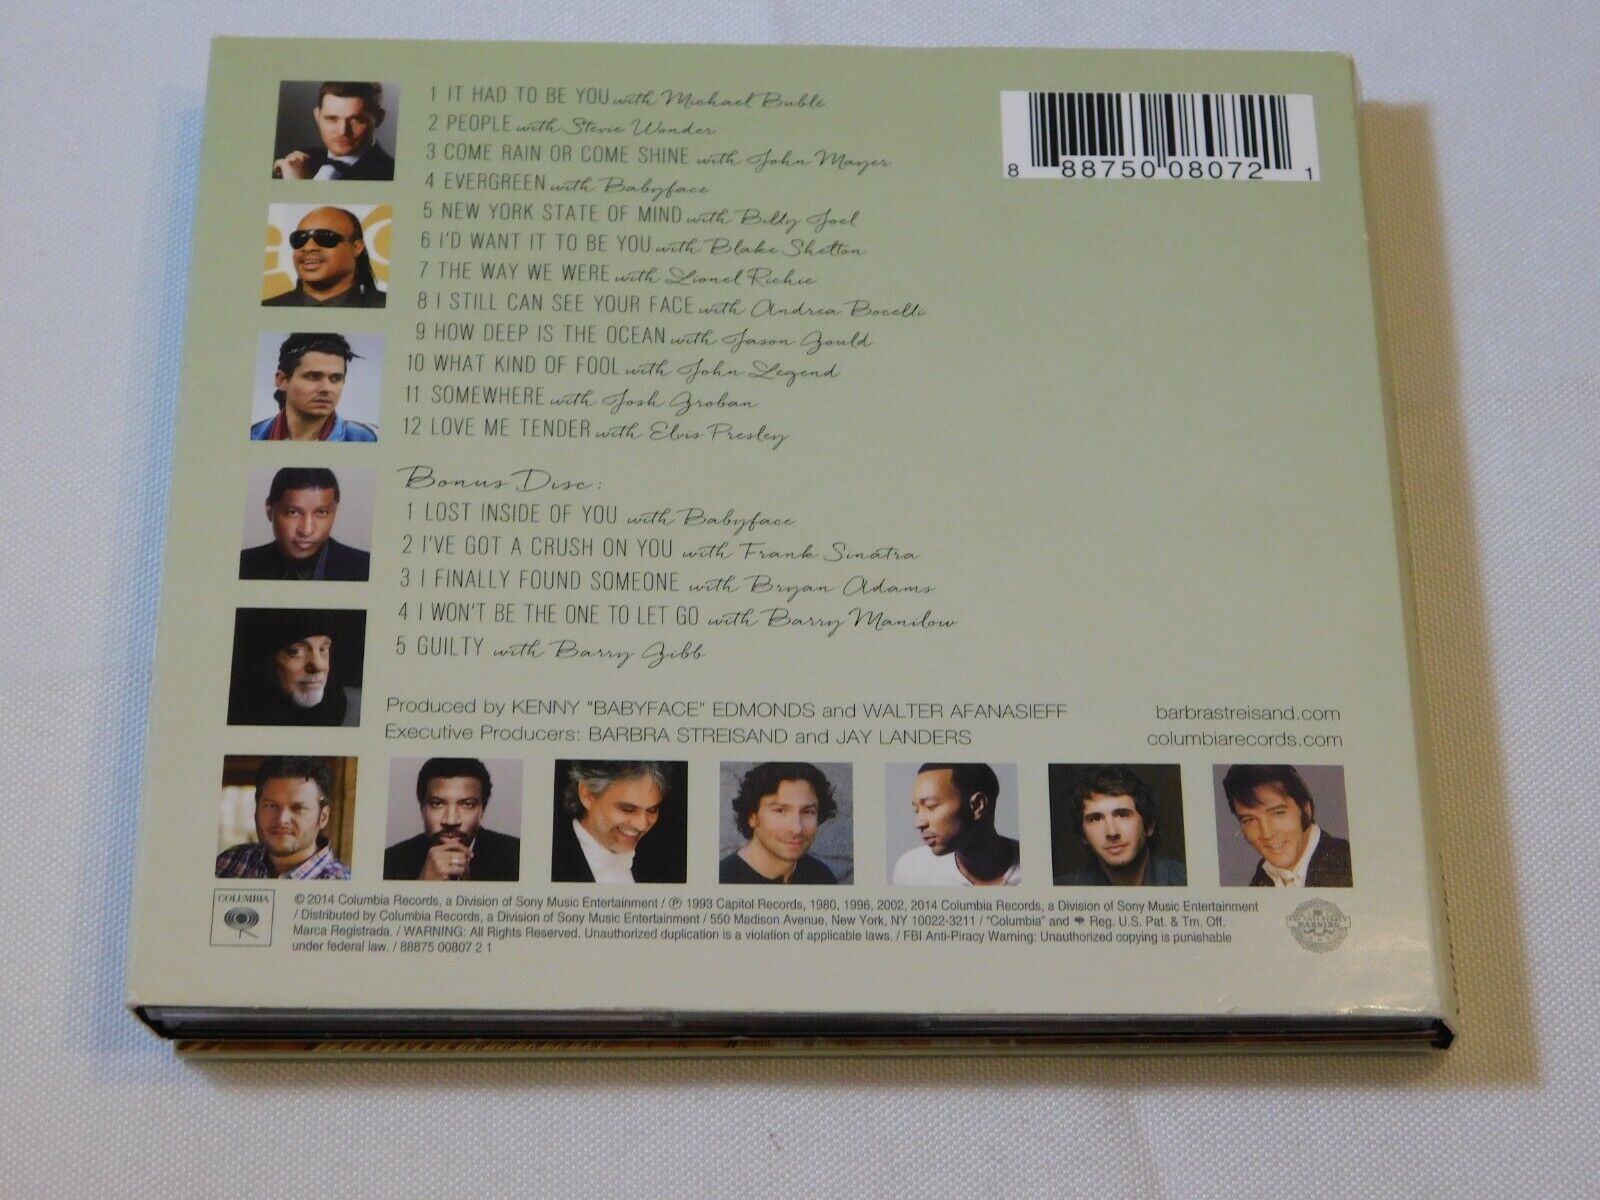 1 IT HAD TO BE YOU with Michael Bublé
2 PEOPLE with Stevie Wonder
3 COME RAIN OR COME SHINE with John Mayer
4 EVERGREEN with Babyface
5 NEW YORK STATE OF MIND with Billy Joel
6 I'D WANT IT TO BE YOU with Blake Shelton
7 THE WAY WE WERE with Lionel Richie
8 I STILL CAN SEE YOUR FACE with Andrea Bocelli
9 HOW DEEP IS THE OCEAN with Jason Gould
10 WHAT KIND OF FOOL with John Legend
11 SOMEWHERE with Josh Groban
12 LOVE ME TENDER with Elvis Presley
8 88750 08072 1
Bonus Disc:
1 LOST INSIDE OF YOU with Babyface
2 I'VE GOT A CRUSH ON YOU with Frank Sinatra
3 I FINALLY FOUND SOMEONE with Bryan Adams
4 I WON'T BE THE ONE TO LET GO with Barry Manilow
5 GUILTY with Barry Gibb
Produced by KENNY "BABYFACE" EDMONDS and WALTER AFANASIEFF
Executive Producers: BARBRA STREISAND and JAY LANDERS
barbrastreisand.com
columbiarecords.com
COLUMBIA
© 2014 Columbia Records, a Division of Sony Music Entertainment / ℗ 1993 Capitol Records, 1980, 1996, 2002, 2014 Columbia Records, a Division of Sony Music Entertainment
/ Distributed by Columbia Records, a Division of Sony Music Entertainment / 550 Madison Avenue, New York, NY 10022-3211 / "Columbia" and Reg. U.S. Pat. & Tm. Off.
Marca Registrada. / WARNING: All Rights Reserved. Unauthorized duplication is a violation of applicable laws. / FBI Anti-Piracy Warning: Unauthorized copying is punishable
under federal law. / 88875 00807 2 1
WARNING